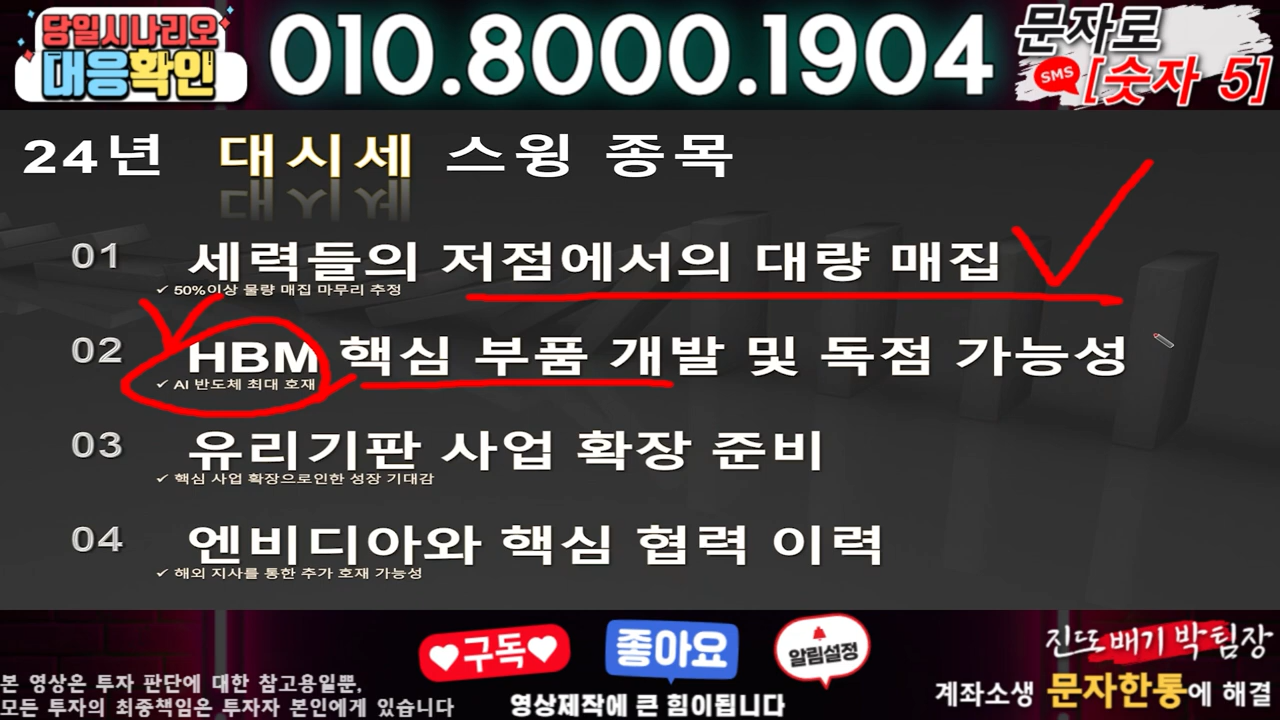 당일시나리오
대응확인
010.8000.1904
문자로
SMS
[숫자 5]
24년 대시세 스윙 종목
01 세력들의 저점에서의 대량 매집
✓ 50%이상 물량 매집 마무리 추정
02 HBM 핵심 부품 개발 및 독점 가능성
✓ AI 반도체 최대 호재
03 유리기판 사업 확장 준비
✓ 핵심 사업 확장으로인한 성장 기대감
04 엔비디아와 핵심 협력 이력
✓ 해외 지사를 통한 추가 호재 가능성
구독
좋아요
알림설정
영상제작에 큰 힘이됩니다
본 영상은 투자 판단에 대한 참고용일뿐,
모든 투자의 최종책임은 투자자 본인에게 있습니다
진또배기 박팀장
계좌소생 문자한통에 해결